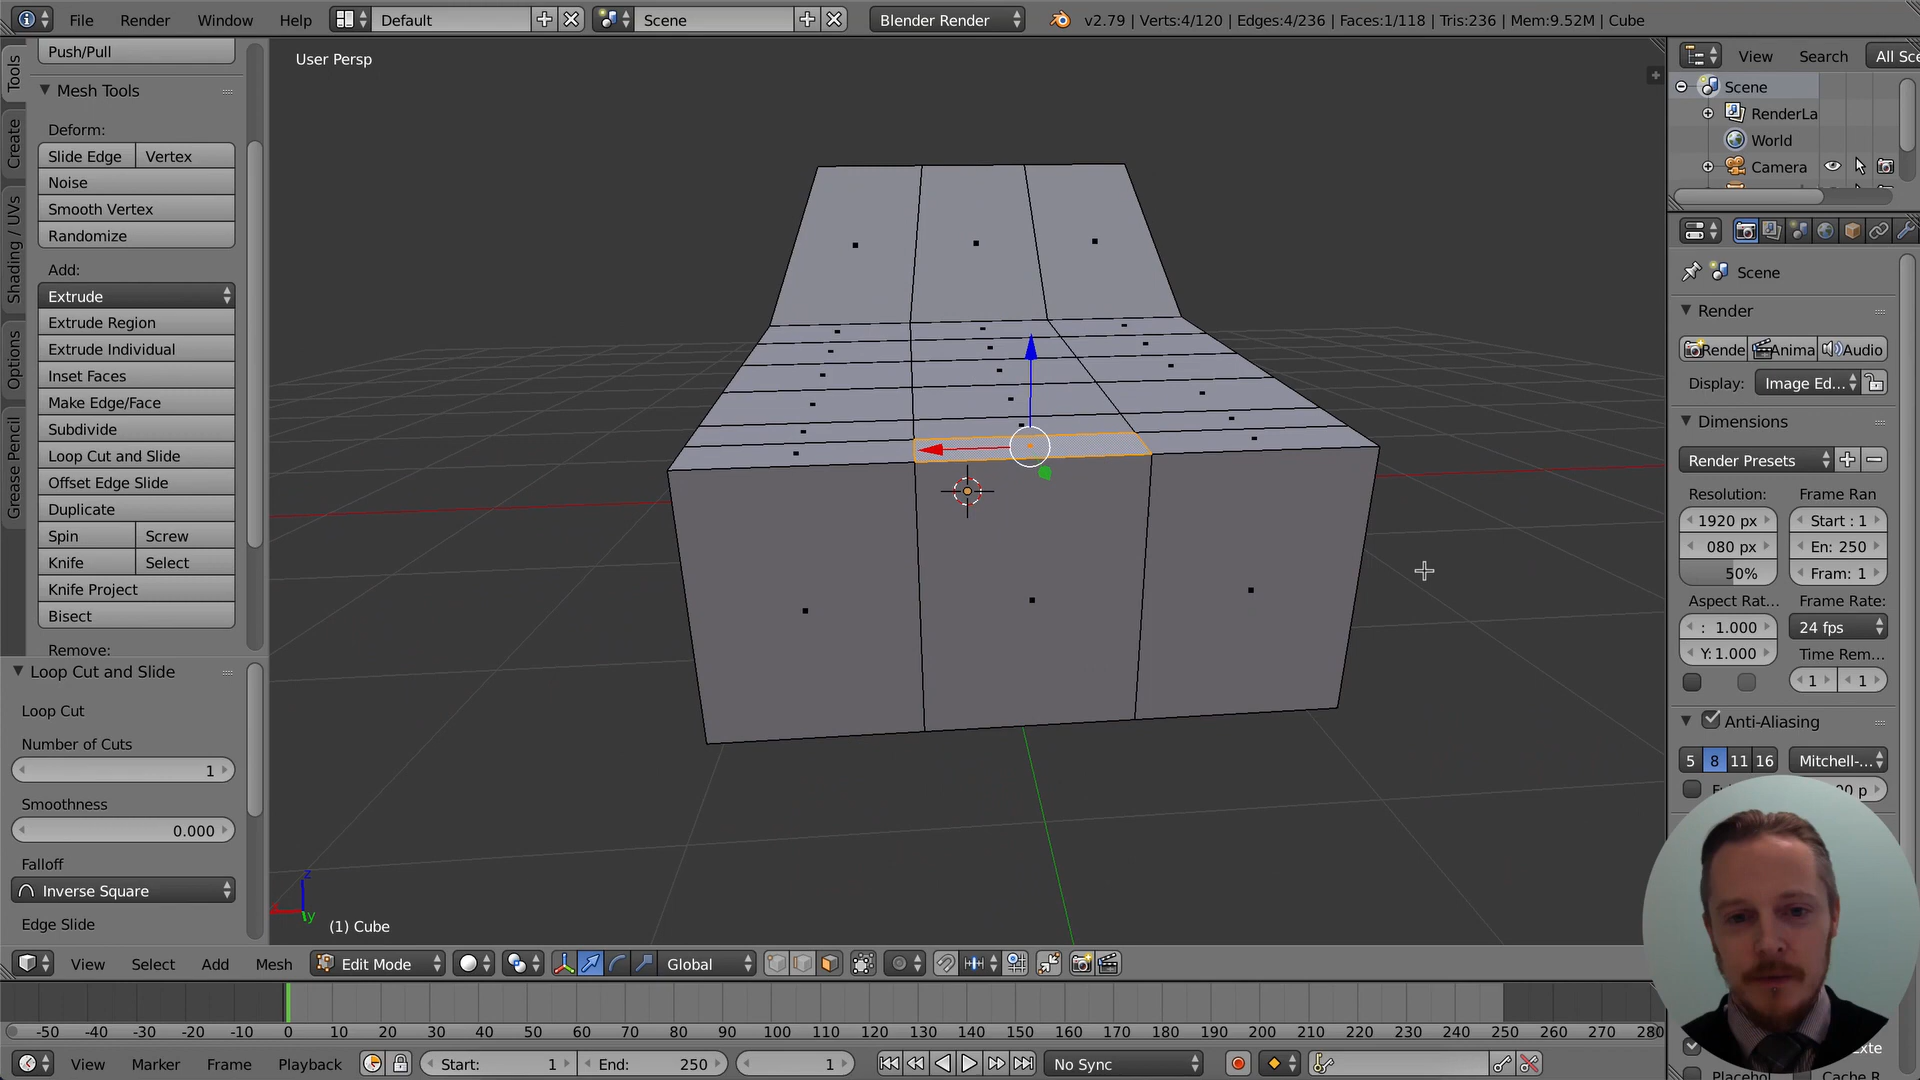 File Render Window Help Default Scene Blender Render v2.79 | Verts:4/120 | Edges:4/236 | Faces:1/118 | Tris:236 | Mem:9.52M | Cube
Push/Pull
Mesh Tools
Deform:
Slide Edge Vertex
Noise
Smooth Vertex
Randomize
Add:
Extrude
Extrude Region
Extrude Individual
Inset Faces
Make Edge/Face
Subdivide
Loop Cut and Slide
Offset Edge Slide
Duplicate
Spin Screw
Knife Select
Knife Project
Bisect
Remove:
Tools
Create
Shading / UVs
Options
Grease Pencil
Loop Cut and Slide
Loop Cut
Number of Cuts
1
Smoothness
0.000
Falloff
Inverse Square
Edge Slide
User Persp
z
y
(1) Cube
View Search All Sce
Scene
RenderLa
World
Camera
Scene
Render
Rende Anima Audio
Display: Image Ed...
Dimensions
Render Presets
Resolution: Frame Ran
1920 px Start : 1
080 px En: 250
50% Fram: 1
Aspect Rat... Frame Rate:
: 1.000 24 fps
Y: 1.000 Time Rem...
1 1
Anti-Aliasing
5 8 11 16 Mitchell-...
00 p
View Select Add Mesh Edit Mode Global
-50 -40 -30 -20 -10 0 10 20 30 40 50 60 70 80 90 100 110 120 130 140 150 160 170 180 190 200 210 220 230 240 250 260 270 280
View Marker Frame Playback Start: 1 End: 250 1 No Sync